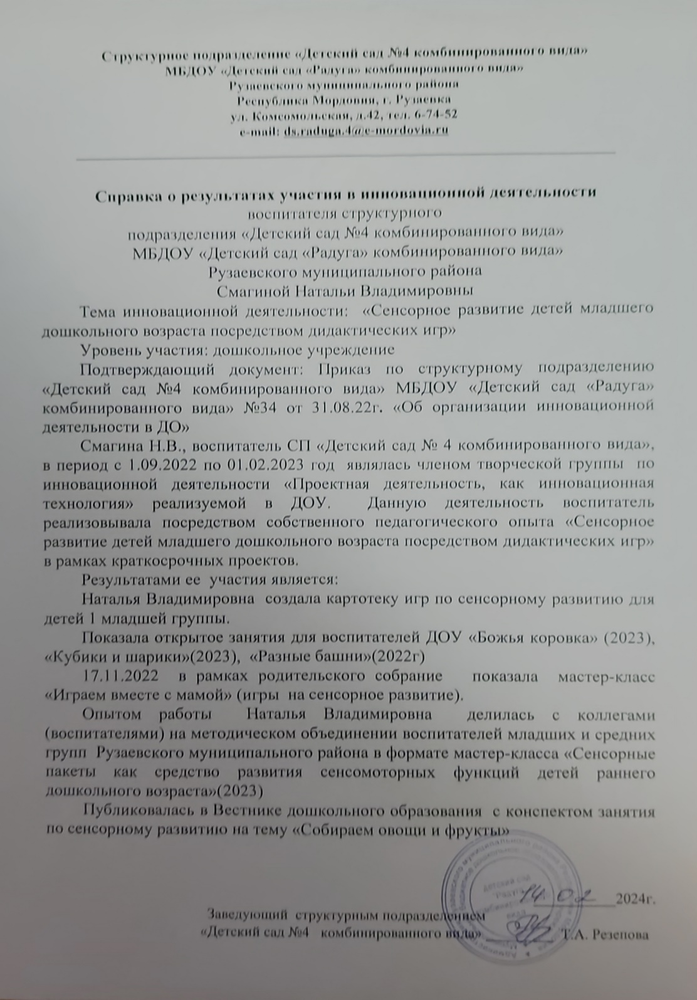 Структурное подразделение «Детский сад №4 комбинированного вида»
МБДОУ «Детский сад «Радуга» комбинированного вида»
Рузаевского муниципального района
Республика Мордовия, г. Рузаевка
ул. Комсомольская, д.42, тел. 6-74-52
e-mail: ds.raduga.4@e-mordovia.ru
Справка о результатах участия в инновационной деятельности
воспитателя структурного
подразделения «Детский сад №4 комбинированного вида»
МБДОУ «Детский сад «Радуга» комбинированного вида»
Рузаевского муниципального района
Смагиной Натальи Владимировны
Тема инновационной деятельности: «Сенсорное развитие детей младшего
дошкольного возраста посредством дидактических игр»
Уровень участия: дошкольное учреждение
Подтверждающий документ: Приказ по структурному подразделению
«Детский сад №4 комбинированного вида» МБДОУ «Детский сад «Радуга»
комбинированного вида» №34 от 31.08.22г. «Об организации инновационной
деятельности в ДО»
Смагина Н.В., воспитатель СП «Детский сад № 4 комбинированного вида»,
в период с 1.09.2022 по 01.02.2023 год являлась членом творческой группы по
инновационной деятельности «Проектная деятельность, как инновационная
технология» реализуемой в ДОУ. Данную деятельность воспитатель
реализовывала посредством собственного педагогического опыта «Сенсорное
развитие детей младшего дошкольного возраста посредством дидактических игр»
в рамках краткосрочных проектов.
Результатами ее участия является:
Наталья Владимировна создала картотеку игр по сенсорному развитию для
детей 1 младшей группы.
Показала открытое занятия для воспитателей ДОУ «Божья коровка» (2023),
«Кубики и шарики»(2023), «Разные башни»(2022г)
17.11.2022 в рамках родительского собрание показала мастер-класс
«Играем вместе с мамой» (игры на сенсорное развитие).
Опытом работы Наталья Владимировна делилась с коллегами
(воспитателями) на методическом объединении воспитателей младших и средних
групп Рузаевского муниципального района в формате мастер-класса «Сенсорные
пакеты как средство развития сенсомоторных функций детей раннего
дошкольного возраста»(2023)
Публиковалась в Вестнике дошкольного образования с конспектом занятия
по сенсорному развитию на тему «Собираем овощи и фрукты»
14.02 2024г.
Заведующий структурным подразделением
«Детский сад №4 комбинированного вида» Т.А. Резепова